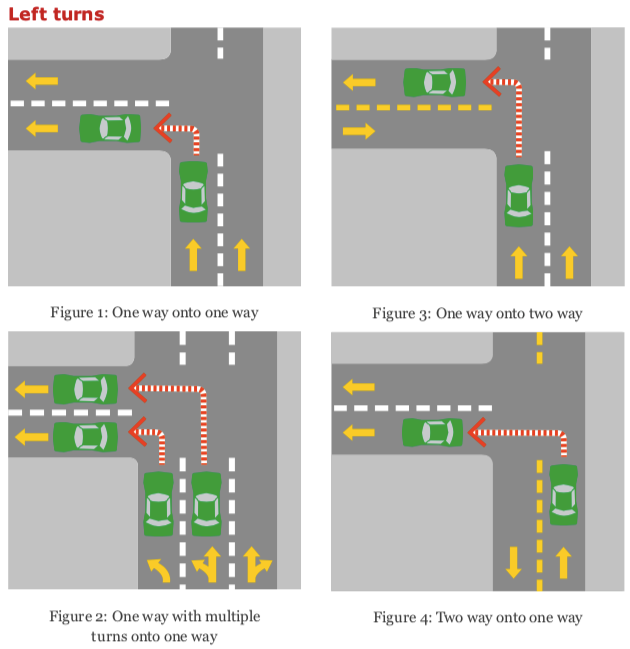 Left turns
Figure 1: One way onto one way
Figure 3: One way onto two way
Figure 2: One way with multiple
turns onto one way
Figure 4: Two way onto one way